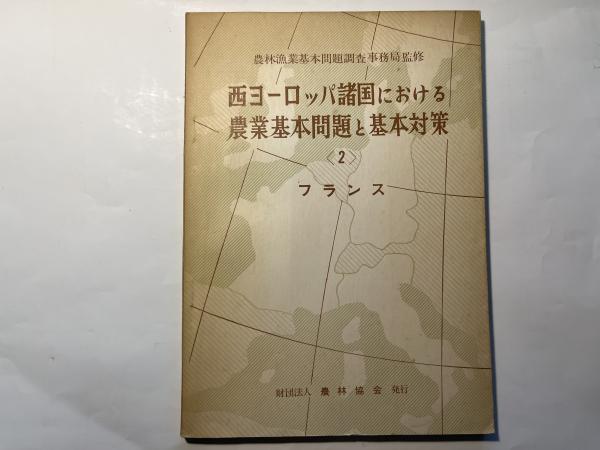 農林漁業基本問題調査事務局監修
西ヨーロッパ諸国における
農業基本問題と基本対策
〈2〉
フランス
財団法人 農林協会 発行